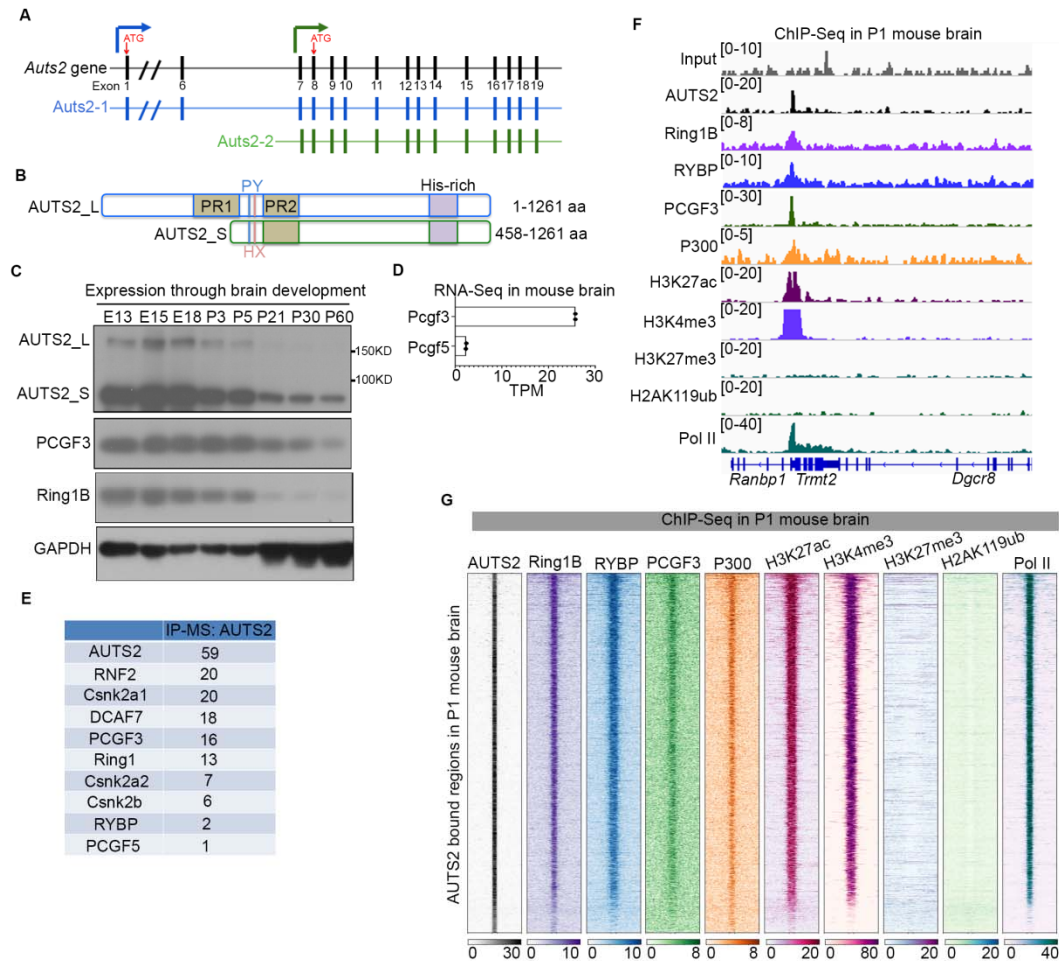 A
ATG
ATG
Auts2 gene
Exon 1 6 7 8 9 10 11 12 13 14 15 16 17 18 19
Auts2-1
Auts2-2
B
PY
His-rich
AUTS2_L PR1 PR2 1-1261 aa
AUTS2_S 458-1261 aa
HX
C
Expression through brain development
E13 E15 E18 P3 P5 P21 P30 P60
AUTS2_L
150KD
100KD
AUTS2_S
PCGF3
Ring1B
GAPDH
D
RNA-Seq in mouse brain
Pcgf3
Pcgf5
0 10 20 30
TPM
E
IP-MS: AUTS2
AUTS2 59
RNF2 20
Csnk2a1 20
DCAF7 18
PCGF3 16
Ring1 13
Csnk2a2 7
Csnk2b 6
RYBP 2
PCGF5 1
F
ChIP-Seq in P1 mouse brain
Input [0-10]
AUTS2 [0-20]
Ring1B [0-8]
RYBP [0-10]
PCGF3 [0-30]
P300 [0-5]
H3K27ac [0-20]
H3K4me3 [0-20]
H3K27me3 [0-20]
H2AK119ub [0-20]
Pol II [0-40]
Ranbp1 Trmt2 Dgcr8
G
ChIP-Seq in P1 mouse brain
AUTS2 Ring1B RYBP PCGF3 P300 H3K27ac H3K4me3 H3K27me3 H2AK119ub Pol II
AUTS2 bound regions in P1 mouse brain
0 30 0 10 0 10 0 8 0 8 0 20 0 80 0 20 0 20 0 40